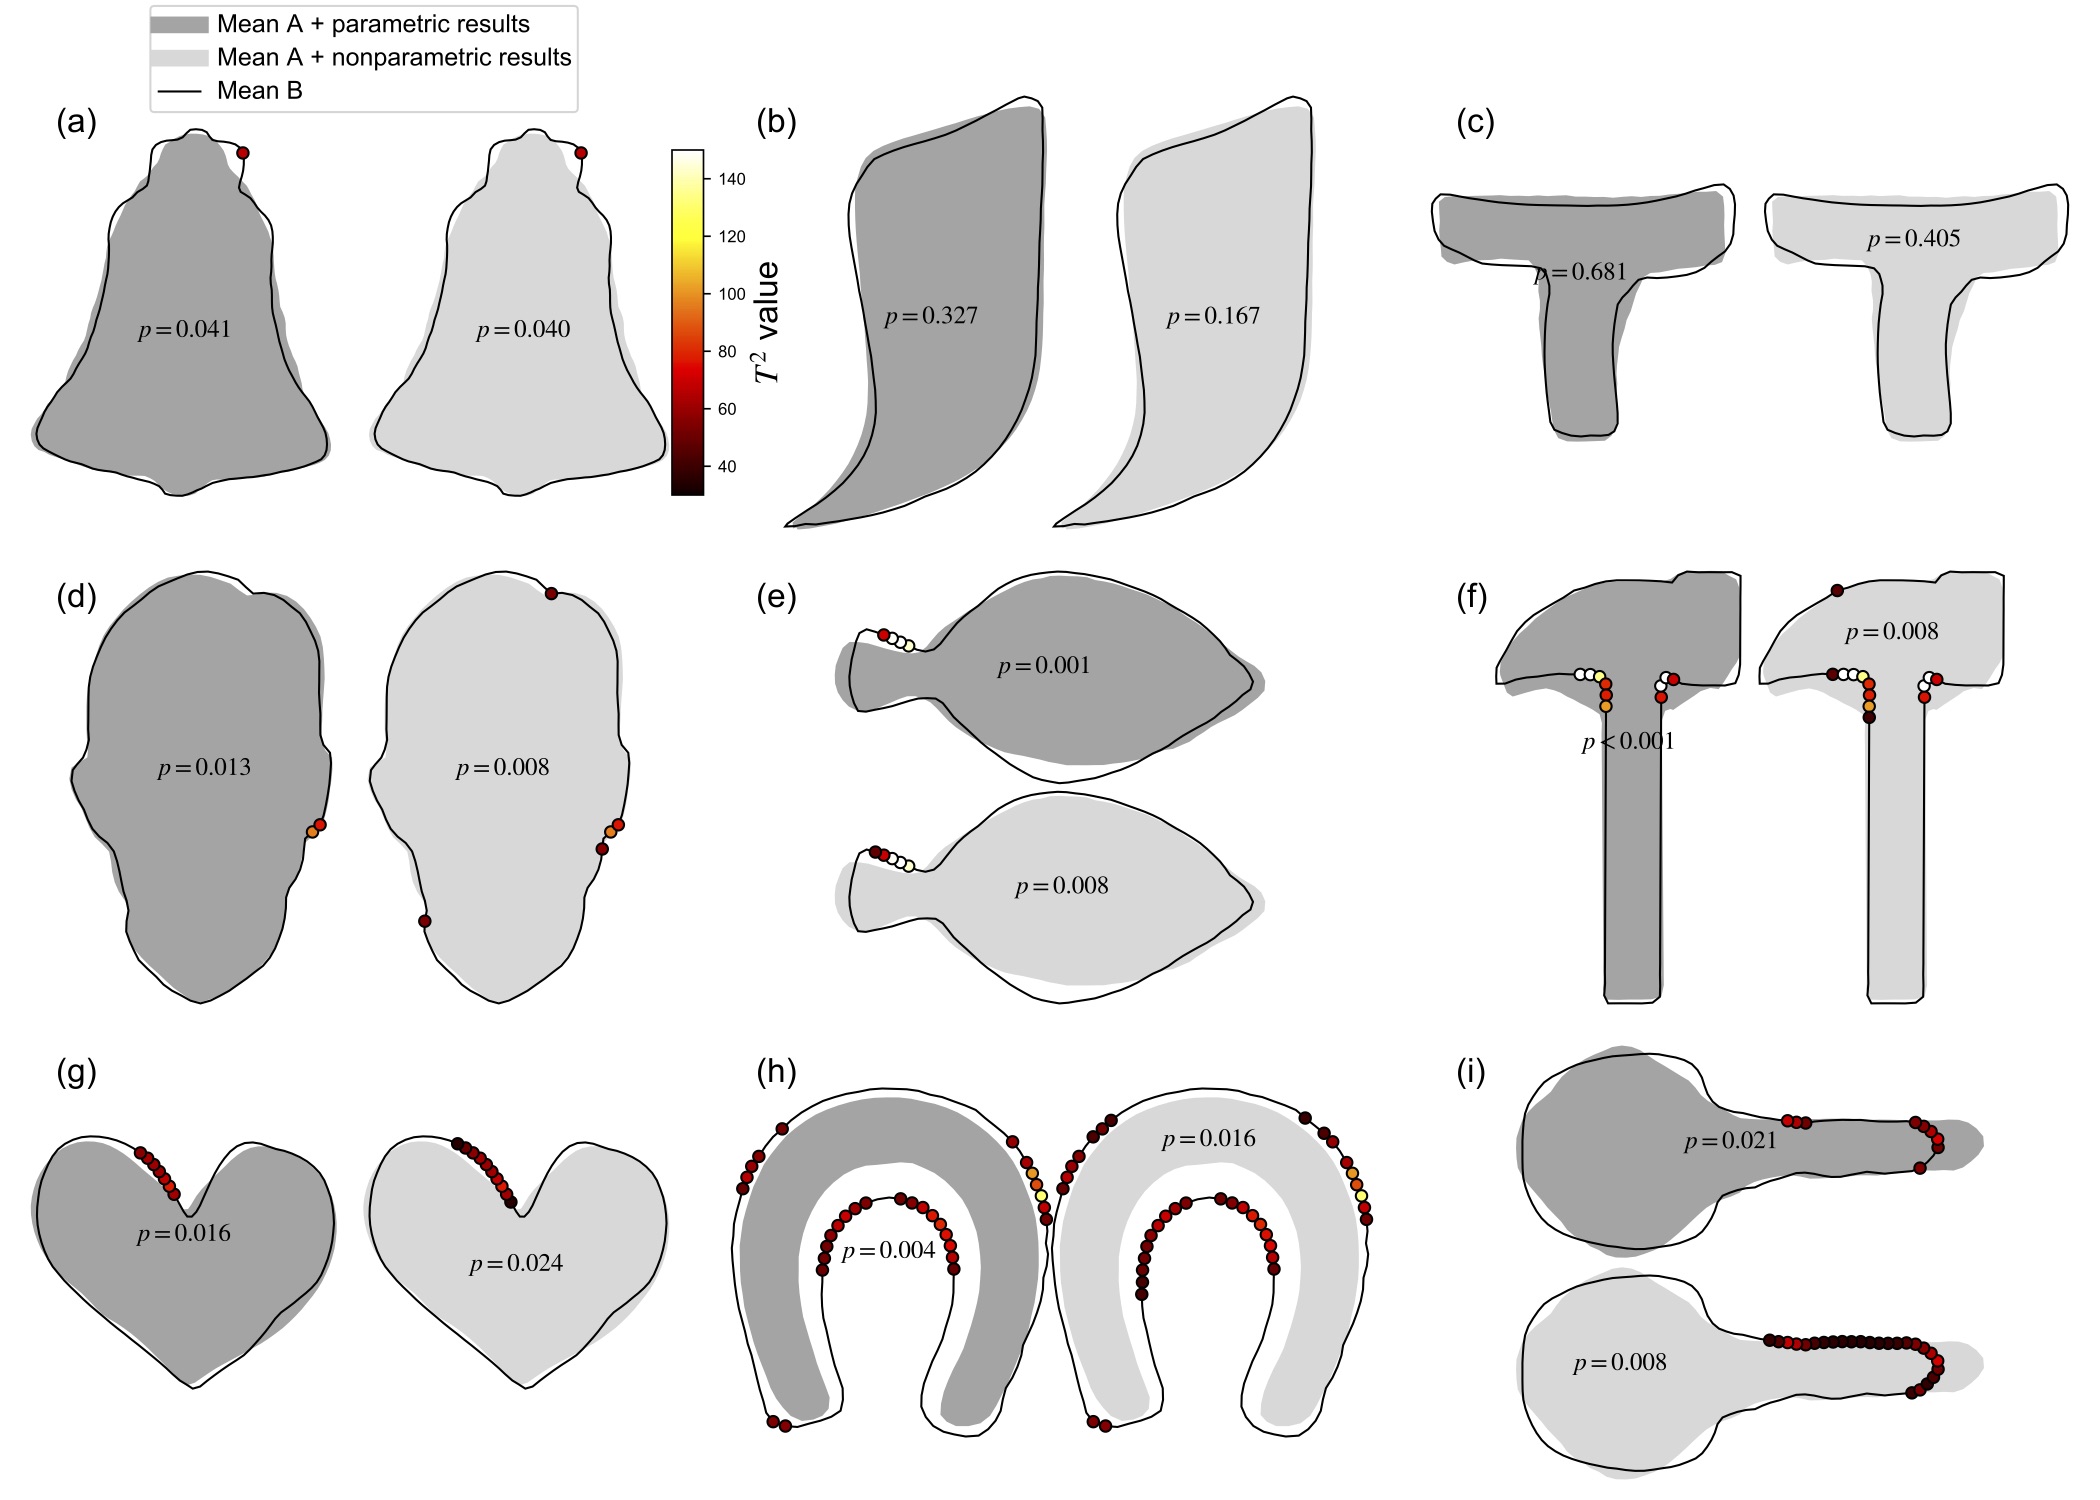 Mean A + parametric results
Mean A + nonparametric results
Mean B
(a)
p = 0.041
p = 0.040
140
120
100
80
60
40
T² value
(b)
p = 0.327
p = 0.167
(c)
p = 0.681
p = 0.405
(d)
p = 0.013
p = 0.008
(e)
p = 0.001
p = 0.008
(f)
p < 0.001
p = 0.008
(g)
p = 0.016
p = 0.024
(h)
p = 0.004
p = 0.016
(i)
p = 0.021
p = 0.008